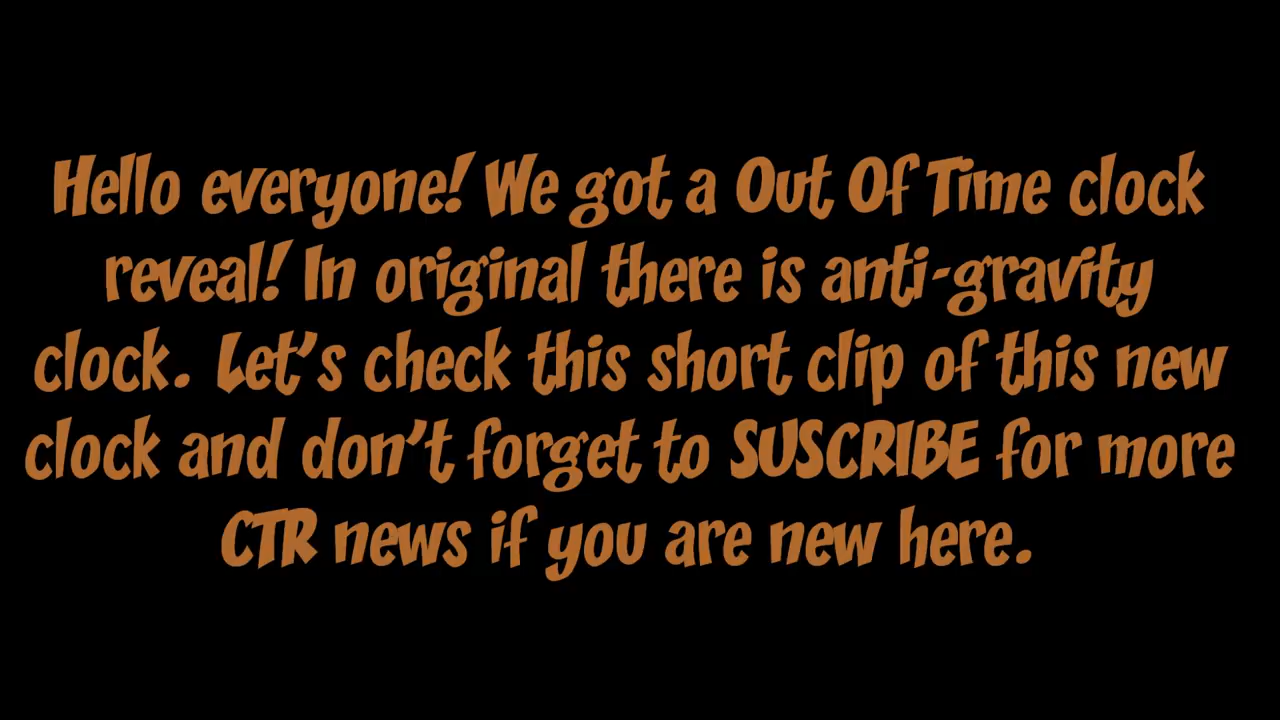 Hello everyone! We got a Out Of Time clock
reveal! In original there is anti-gravity
clock. Let's check this short clip of this new
clock and don't forget to SUSCRIBE for more
CTR news if you are new here.